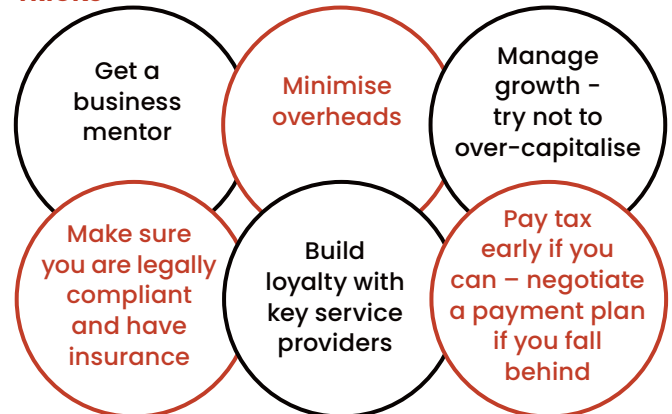 Get a
business
mentor
Minimise
overheads
Manage
growth –
try not to
over-capitalise
Make sure
you are legally
compliant
and have
insurance
Build
loyalty with
key service
providers
Pay tax
early if you
can – negotiate
a payment plan
if you fall
behind